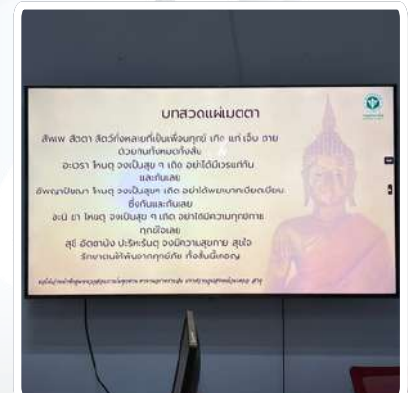 บทสวดแผ่เมตตา
สัพเพ สัตตา สัตว์ทั้งหลายที่เป็นเพื่อนทุกข์ เกิด แก่ เจ็บ ตาย
ด้วยกันทั้งหมดทั้งสิ้น
อะเวรา โหนตุ จงเป็นสุข ๆ เถิด อย่าได้มีเวรแก่กัน
และกันเลย
อัพญาปัชฌา โหนตุ จงเป็นสุขๆ เถิด อย่าได้พยาบาทเบียดเบียน
ซึ่งกันและกันเลย
อะนี ฆา โหนตุ จงเป็นสุข ๆ เถิด อย่าได้มีความทุกข์กาย
ทุกข์ใจเลย
สุขี อัตตานัง ปะริหะรันตุ จงมีความสุขกาย สุขใจ
รักษาตนให้พ้นจากทุกข์ภัย ทั้งสิ้นนี้เทอญ